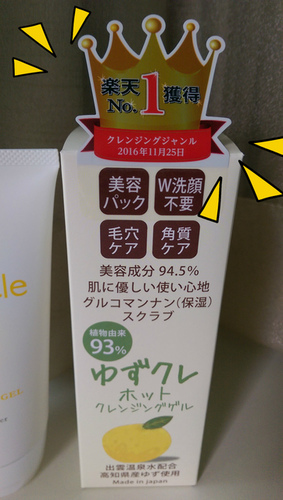 楽天
No.1獲得
クレンジングジャンル
2016年11月25日
美容
パック
W洗顔
不要
毛穴
ケア
角質
ケア
美容成分 94.5%
肌に優しい使い心地
グルコマンナン(保湿)
スクラブ
植物由来
93%
ゆずクレ
ホット
クレンジングゲル
出雲温泉水配合
高知県産ゆず使用
Made in japan
GEL